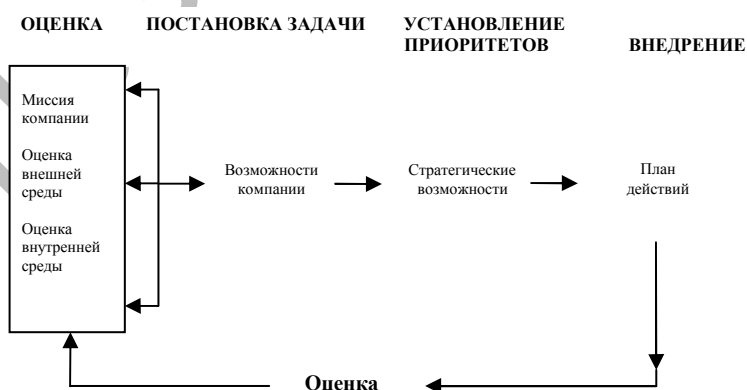 ОЦЕНКА
ПОСТАНОВКА ЗАДАЧИ
УСТАНОВЛЕНИЕ
ПРИОРИТЕТОВ
ВНЕДРЕНИЕ
Миссия
компании
Оценка
внешней
среды
Оценка
внутренней
среды
Возможности
компании
Стратегические
возможности
План
действий
Оценка